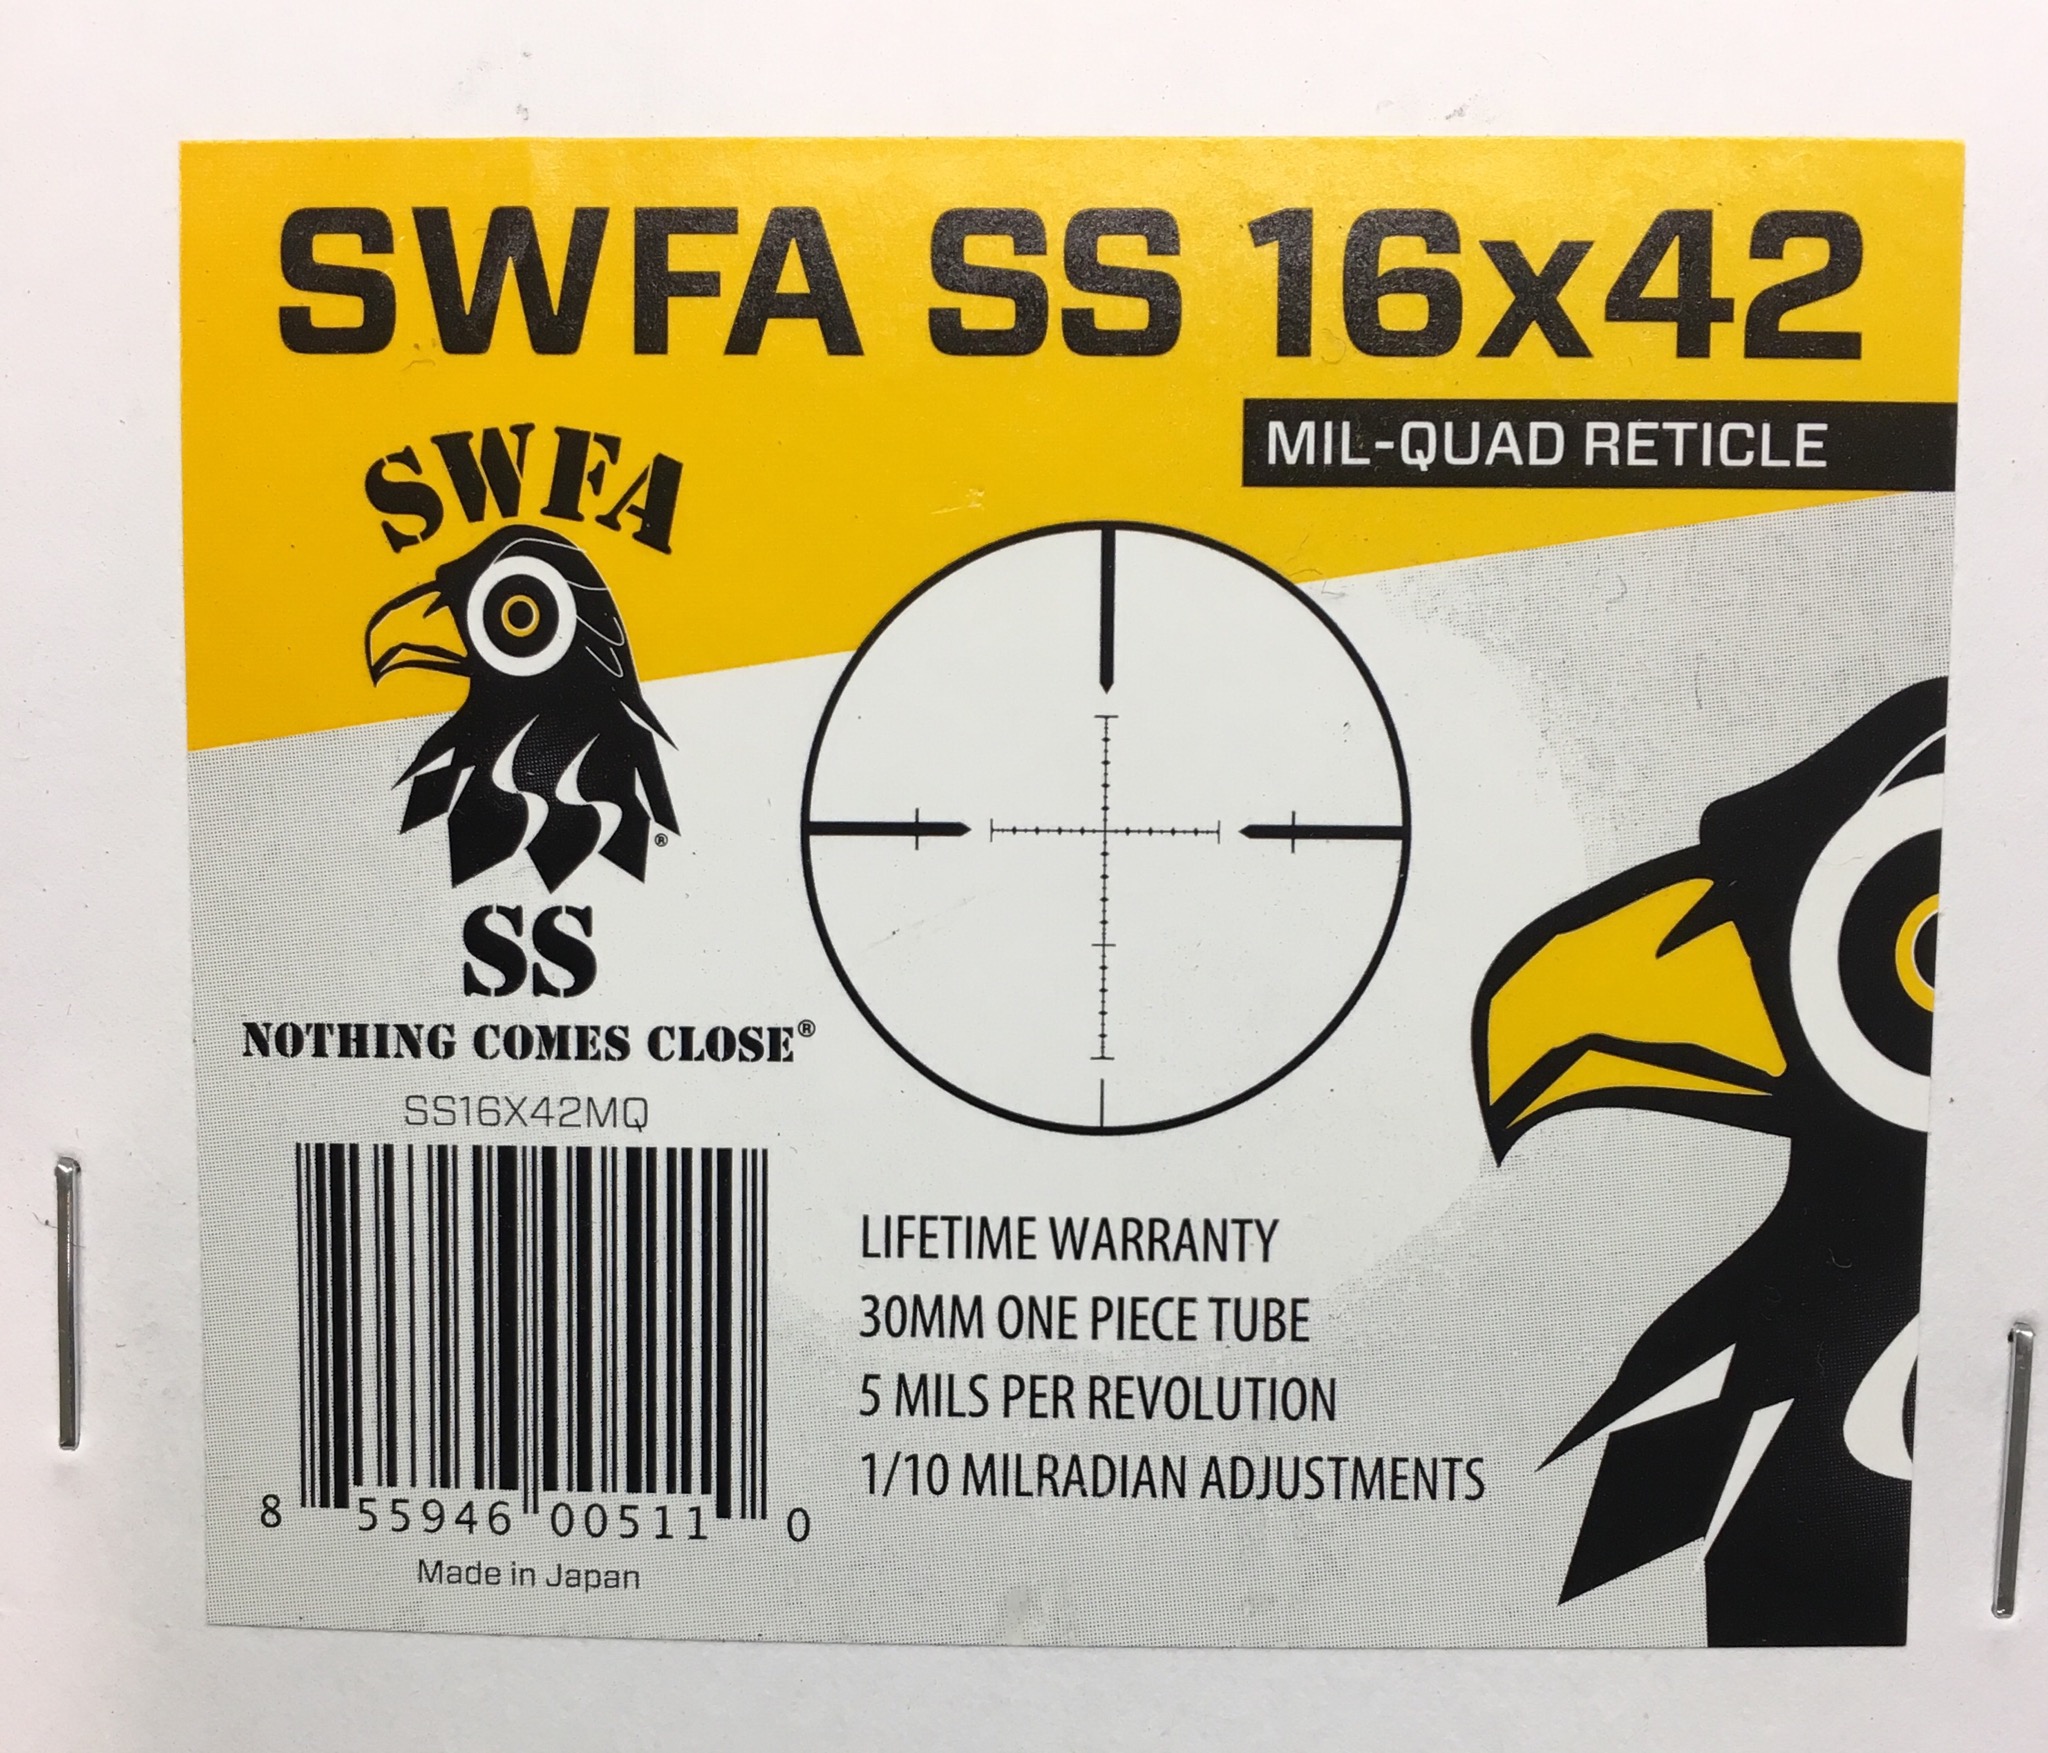 SWFA SS 16x42
MIL-QUAD RETICLE
SWFA
®
SS
NOTHING COMES CLOSE®
SS16X42MQ
8 55946 00511 0
Made in Japan
LIFETIME WARRANTY
30MM ONE PIECE TUBE
5 MILS PER REVOLUTION
1/10 MILRADIAN ADJUSTMENTS